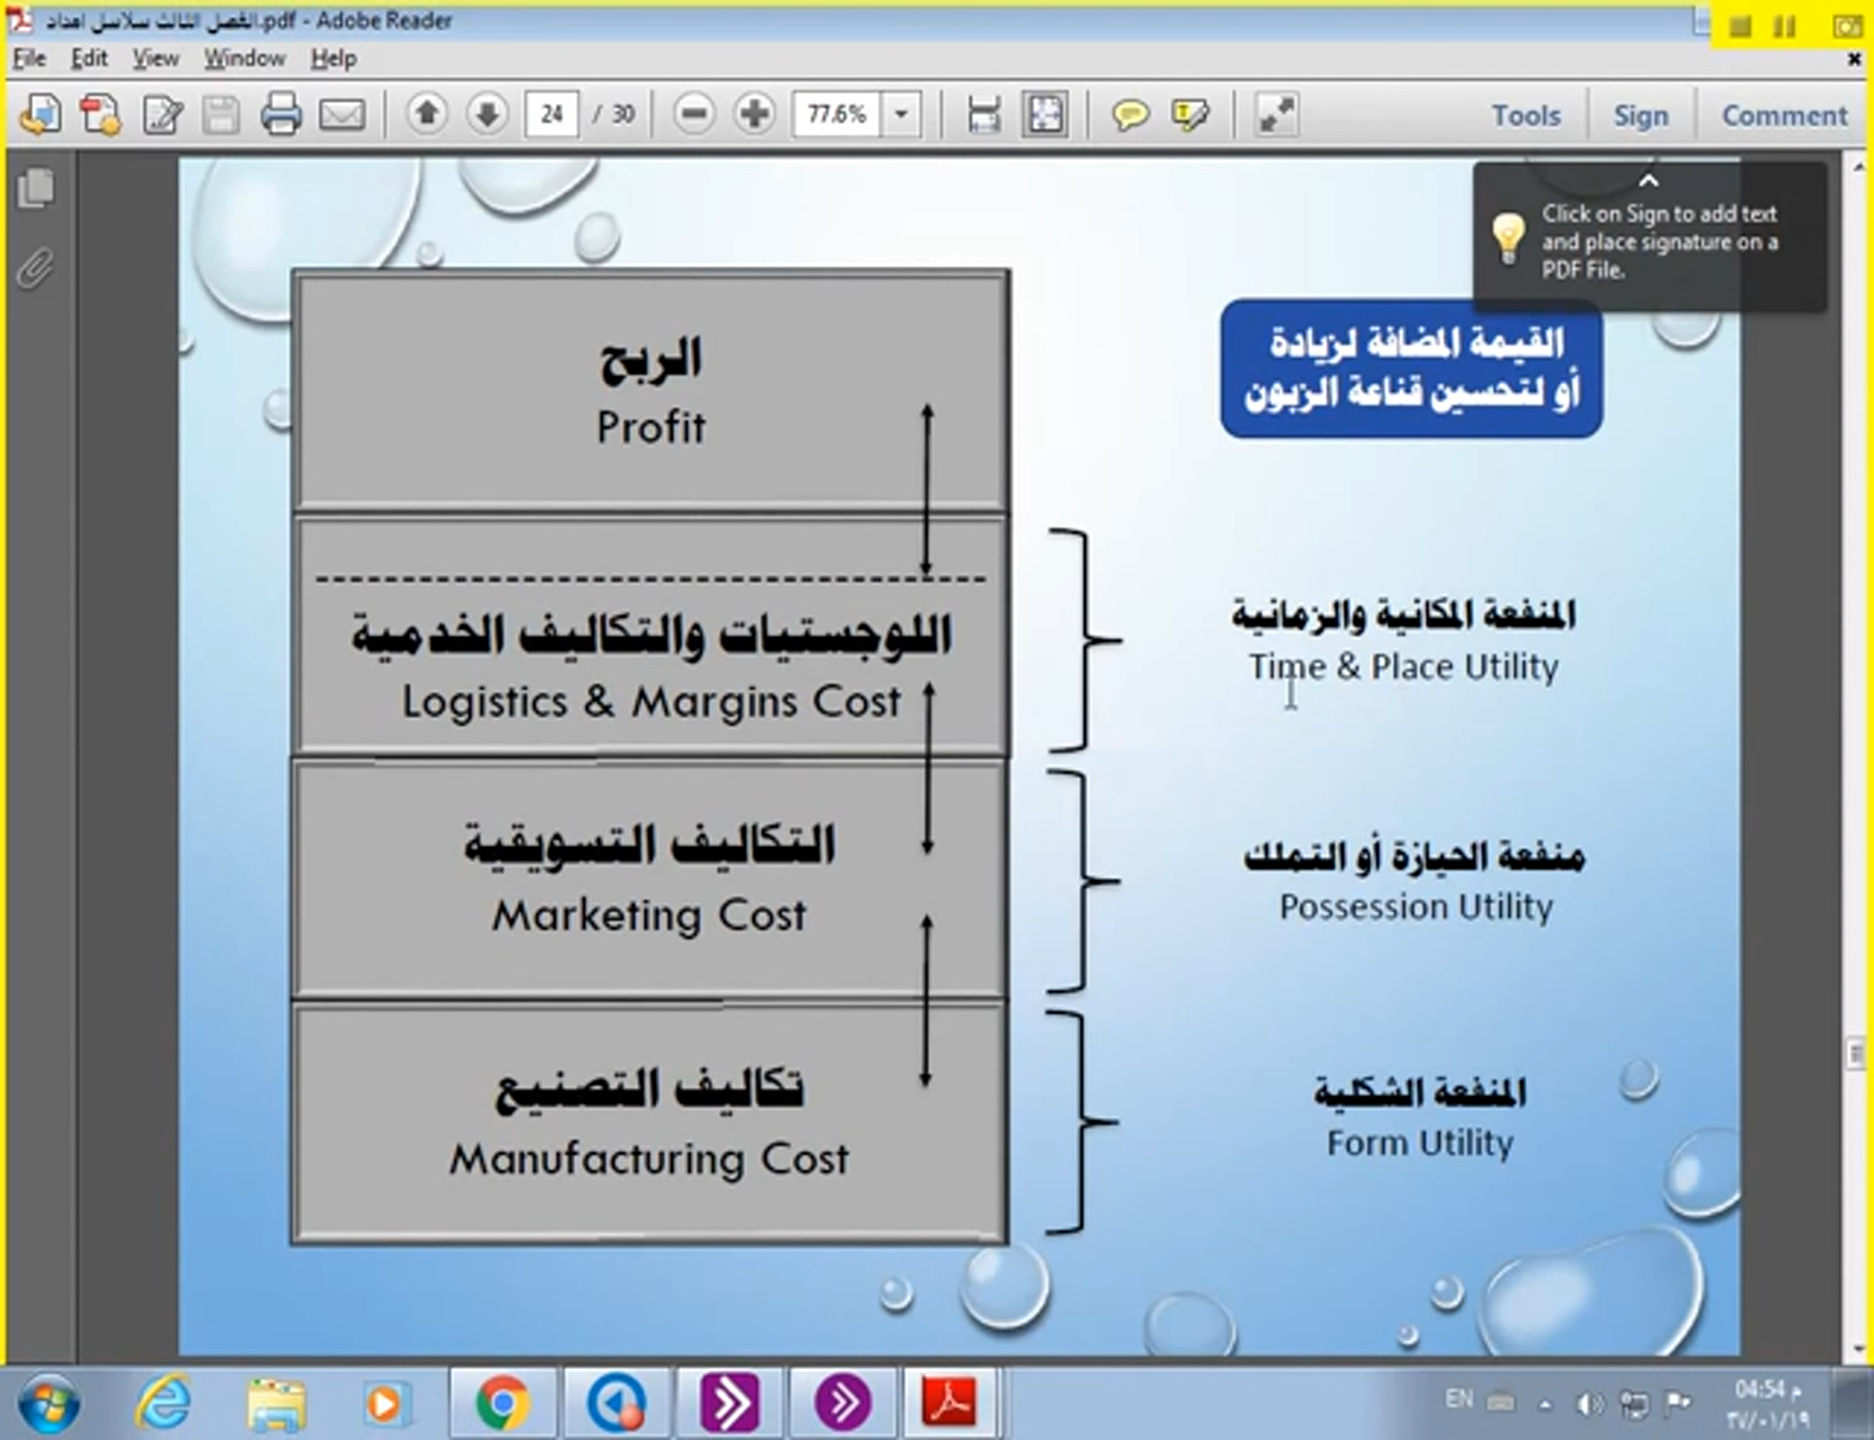 الفصل الثالث سلاسل امداد.pdf - Adobe Reader
File Edit View Window Help
24 / 30 77.6% Tools Sign Comment
Click on Sign to add text
and place signature on a
PDF File.
القيمة المضافة لزيادة
أو لتحسين قناعة الزبون
الربح
Profit
اللوجستيات والتكاليف الخدمية
Logistics & Margins Cost
المنفعة المكانية والزمانية
Time & Place Utility
التكاليف التسويقية
Marketing Cost
منفعة الحيازة أو التملك
Possession Utility
تكاليف التصنيع
Manufacturing Cost
المنفعة الشكلية
Form Utility
EN
04:54 م
٣٧/٠١/١٩